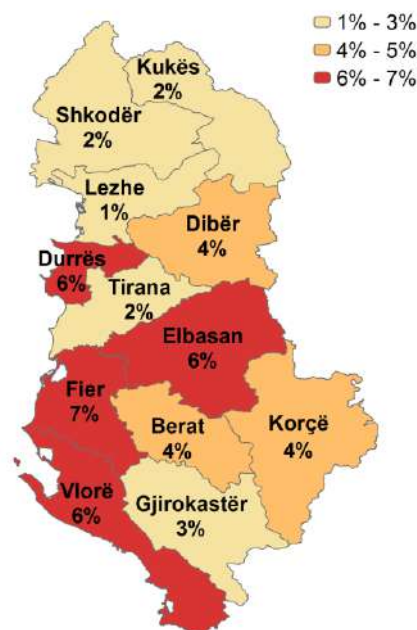 1% - 3%
4% - 5%
6% - 7%
Kukës
2%
Shkodër
2%
Lezhe
1%
Dibër
4%
Durrës
6%
Tirana
2%
Elbasan
6%
Fier
7%
Berat
4%
Korçë
4%
Vlorë
6%
Gjirokastër
3%